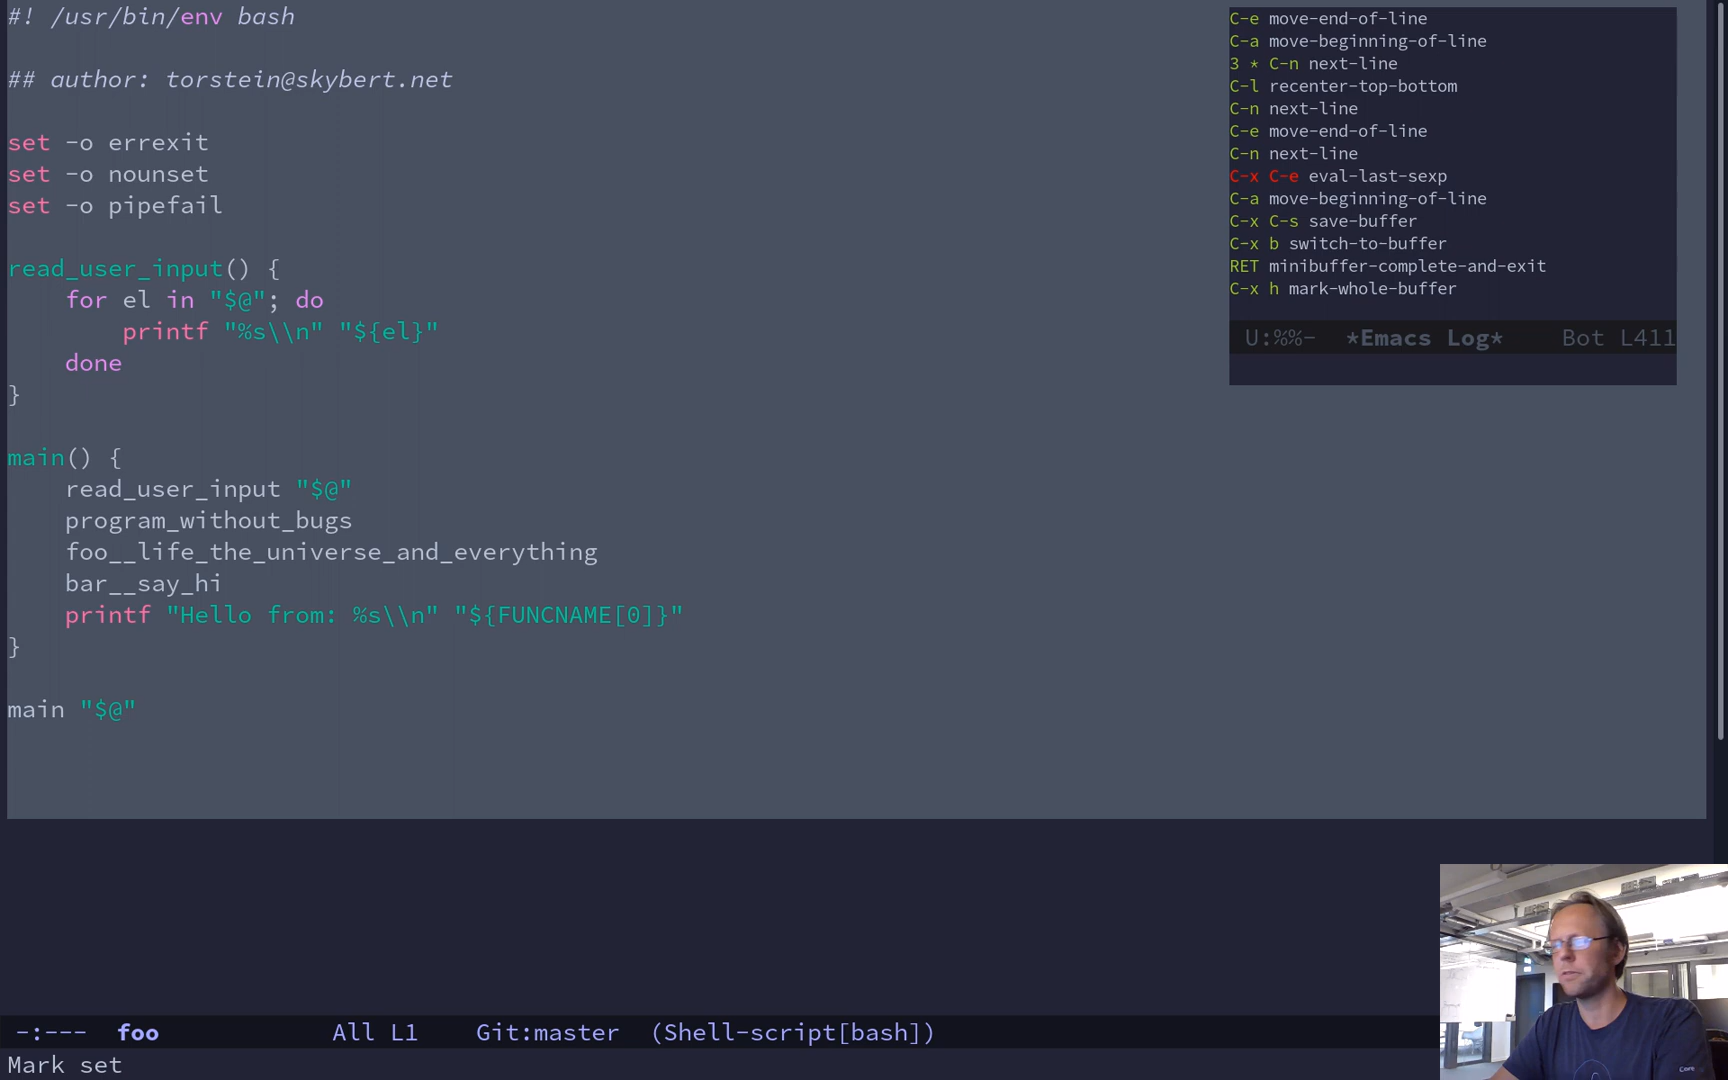 #! /usr/bin/env bash
## author: torstein@skybert.net
set -o errexit
set -o nounset
set -o pipefail
read_user_input() {
    for el in "$@"; do
        printf "%s\\n" "${el}"
    done
}
main() {
    read_user_input "$@"
    program_without_bugs
    foo__life_the_universe_and_everything
    bar__say_hi
    printf "Hello from: %s\\n" "${FUNCNAME[0]}"
}
main "$@"
C-e move-end-of-line
C-a move-beginning-of-line
3 * C-n next-line
C-l recenter-top-bottom
C-n next-line
C-e move-end-of-line
C-n next-line
C-x C-e eval-last-sexp
C-a move-beginning-of-line
C-x C-s save-buffer
C-x b switch-to-buffer
RET minibuffer-complete-and-exit
C-x h mark-whole-buffer
U:%%- *Emacs Log* Bot L411
-:--- foo All L1 Git:master (Shell-script[bash])
Mark set